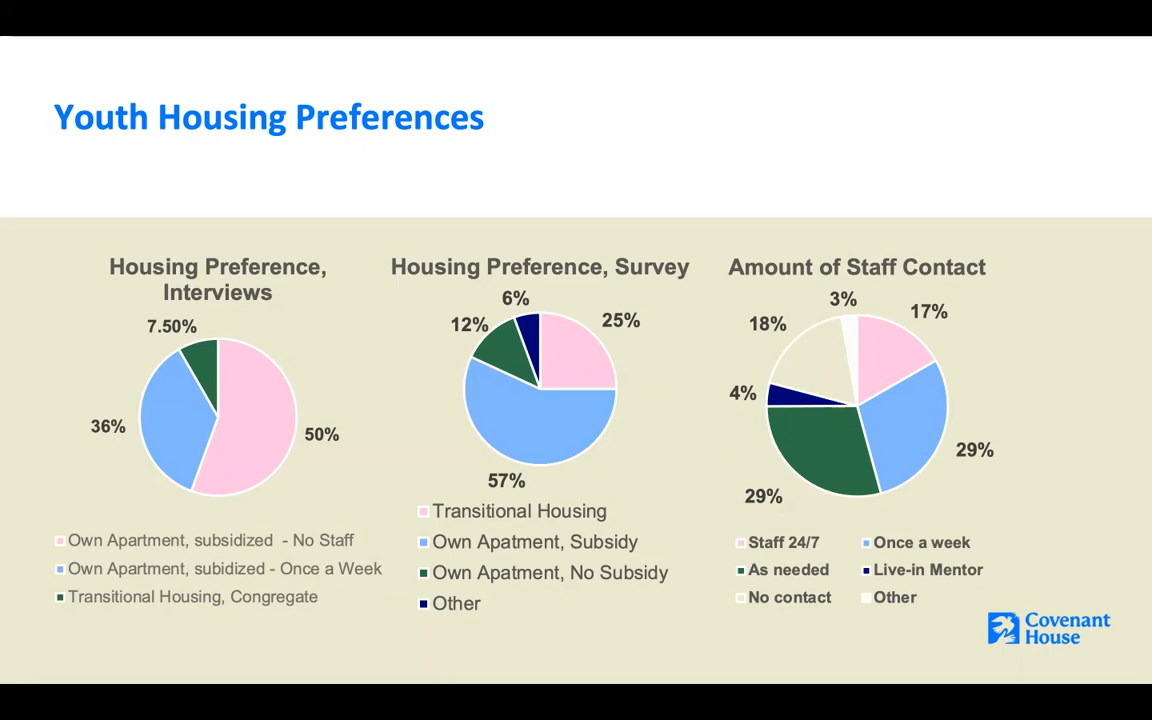 Youth Housing Preferences
Housing Preference,
Interviews
7.50%
36%
50%
Own Apartment, subsidized - No Staff
Own Apartment, subidized - Once a Week
Transitional Housing, Congregate
Housing Preference, Survey
6%
12%
25%
57%
Transitional Housing
Own Apatment, Subsidy
Own Apatment, No Subsidy
Other
Amount of Staff Contact
3%
17%
18%
4%
29%
29%
Staff 24/7
Once a week
As needed
Live-in Mentor
No contact
Other
Covenant
House